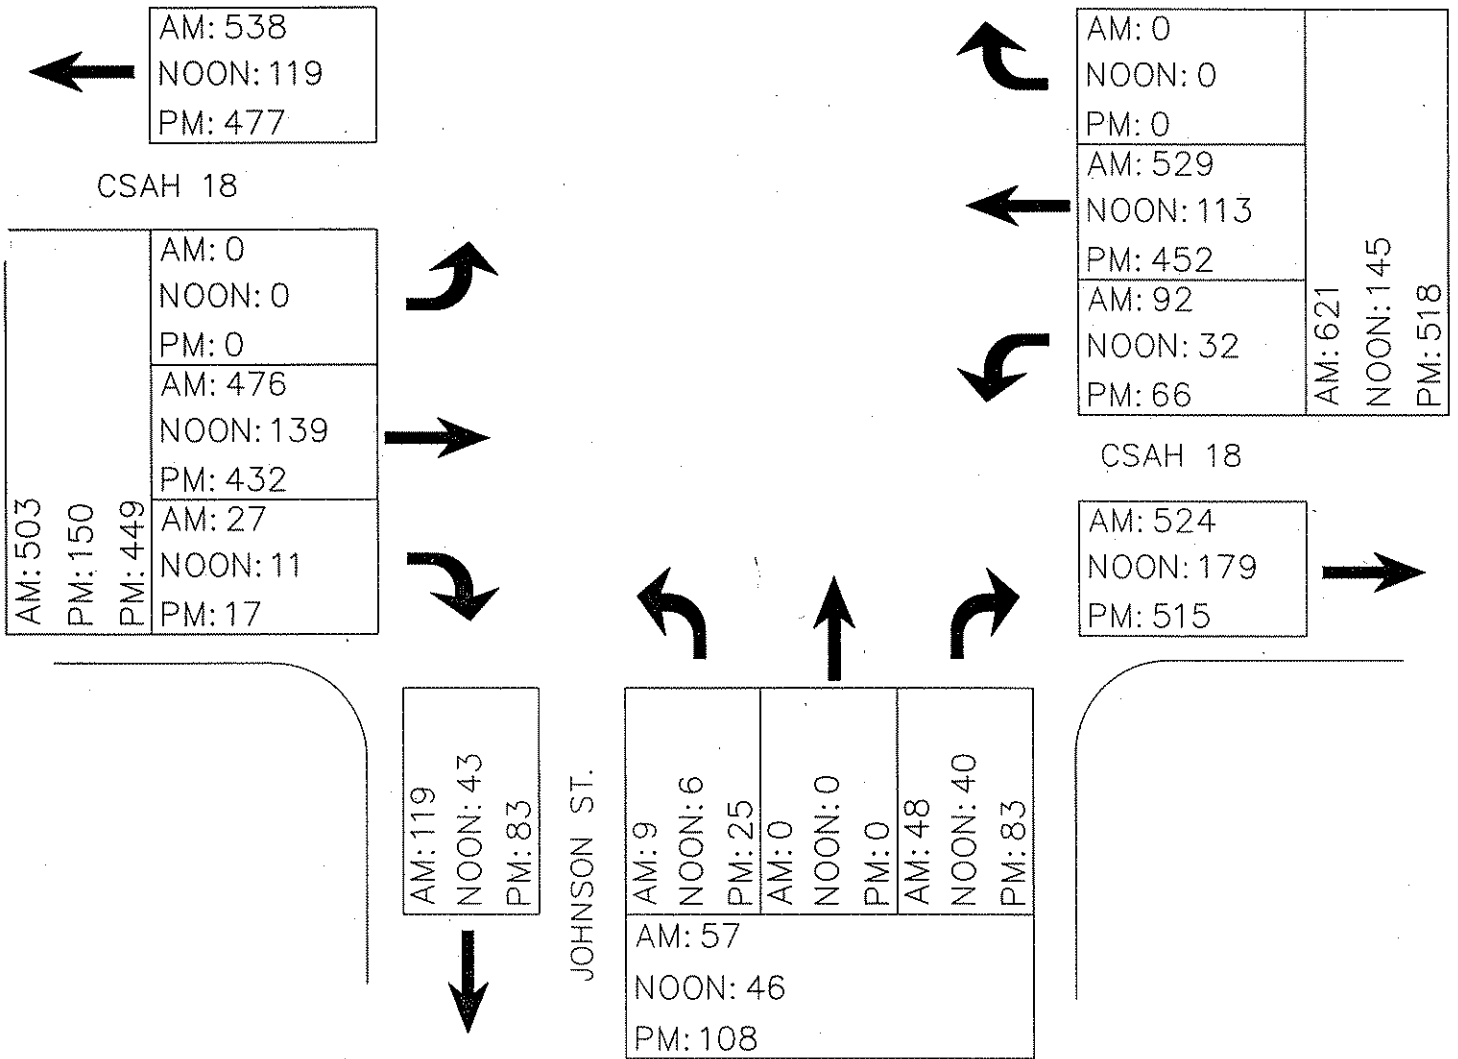 AM: 538
NOON: 119
PM: 477
CSAH 18
AM: 0
NOON: 0
PM: 0
AM: 476
NOON: 139
PM: 432
AM: 27
NOON: 11
PM: 17
AM: 503
PM: 150
PM: 449
AM: 0
NOON: 0
PM: 0
AM: 529
NOON: 113
PM: 452
AM: 92
NOON: 32
PM: 66
AM: 621
NOON: 145
PM: 518
CSAH 18
AM: 524
NOON: 179
PM: 515
AM: 119
NOON: 43
PM: 83
JOHNSON ST.
AM: 9
NOON: 6
PM: 25
AM: 0
NOON: 0
PM: 0
AM: 48
NOON: 40
PM: 83
AM: 57
NOON: 46
PM: 108